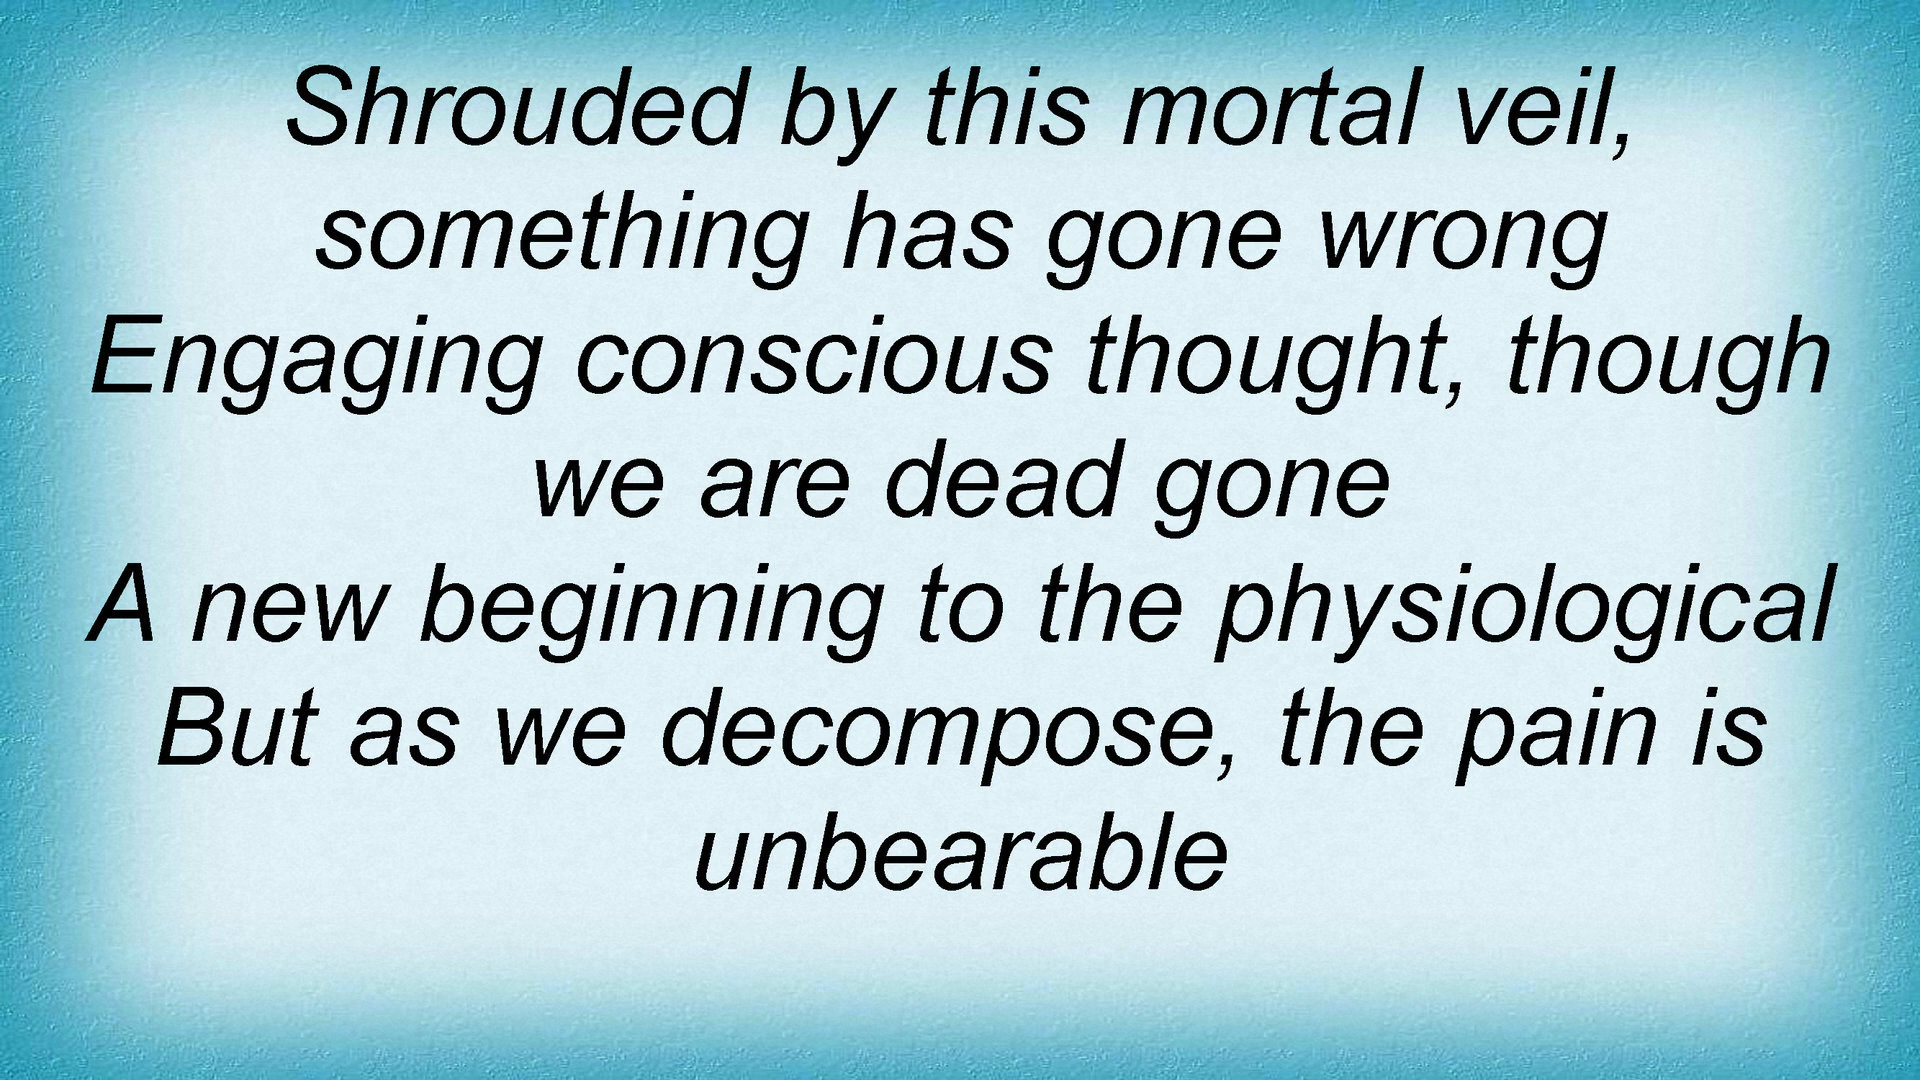 Shrouded by this mortal veil,
something has gone wrong
Engaging conscious thought, though
we are dead gone
A new beginning to the physiological
But as we decompose, the pain is
unbearable